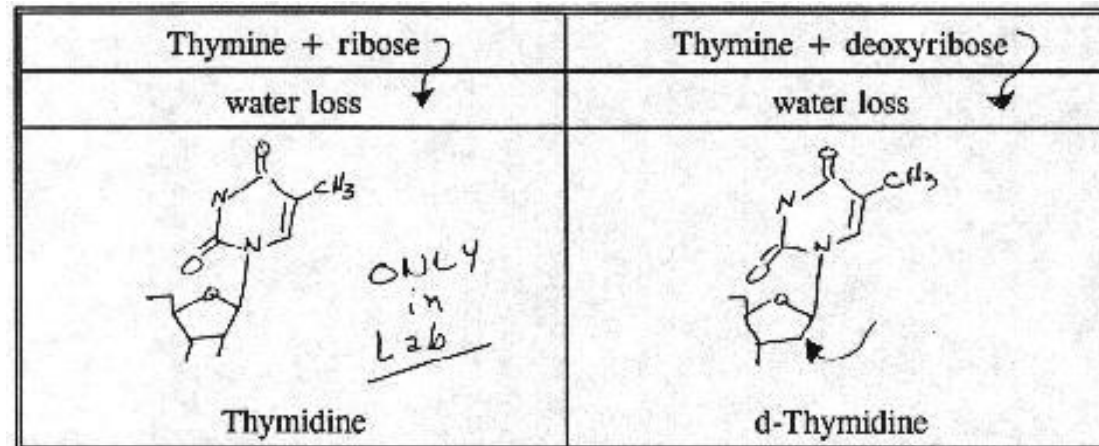 Thymine + ribose
Thymine + deoxyribose
water loss
water loss
O
N
CH3
N
O
O
ONLY
in
Lab
Thymidine
O
N
CH3
N
O
O
d-Thymidine